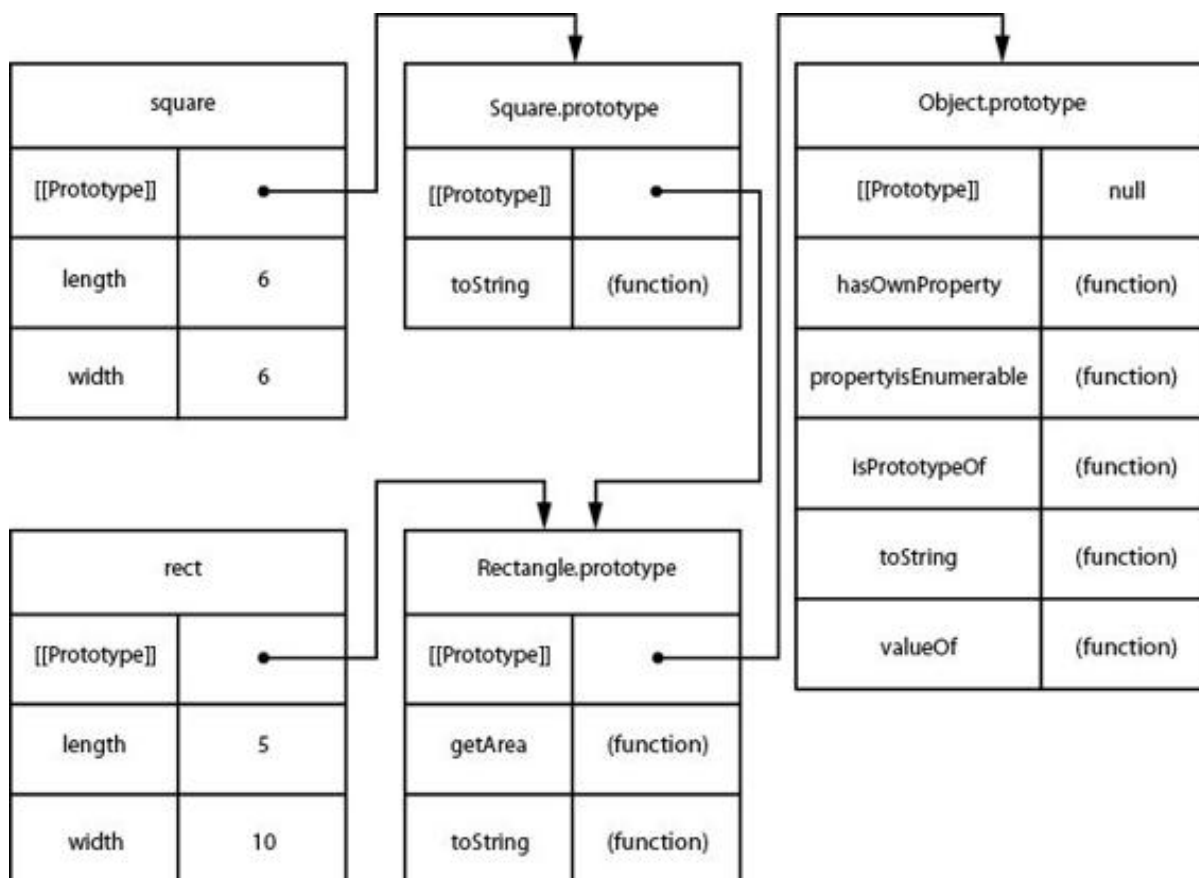 square
[[Prototype]]
length 6
width 6
Square.prototype
[[Prototype]]
toString (function)
Object.prototype
[[Prototype]] null
hasOwnProperty (function)
propertyisEnumerable (function)
isPrototypeOf (function)
toString (function)
valueOf (function)
rect
[[Prototype]]
length 5
width 10
Rectangle.prototype
[[Prototype]]
getArea (function)
toString (function)